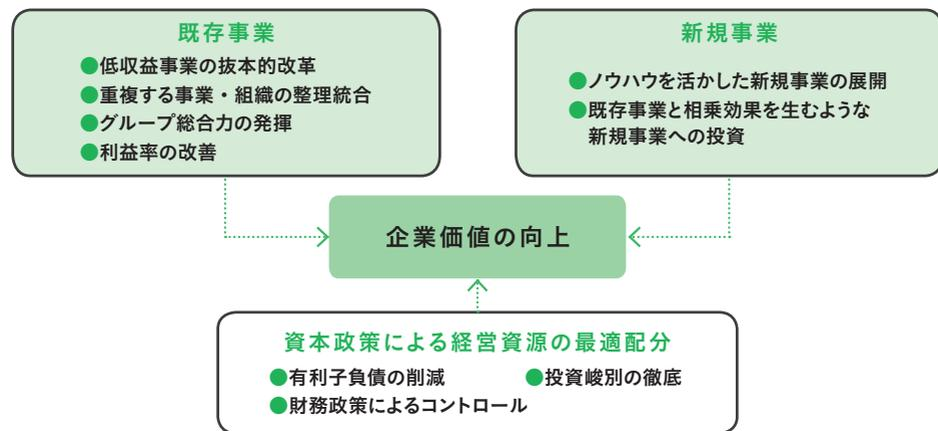 既存事業
●低収益事業の抜本的改革
●重複する事業・組織の整理統合
●グループ総合力の発揮
●利益率の改善
新規事業
●ノウハウを活かした新規事業の展開
●既存事業と相乗効果を生むような
新規事業への投資
企業価値の向上
資本政策による経営資源の最適配分
●有利子負債の削減 ●投資峻別の徹底
●財務政策によるコントロール